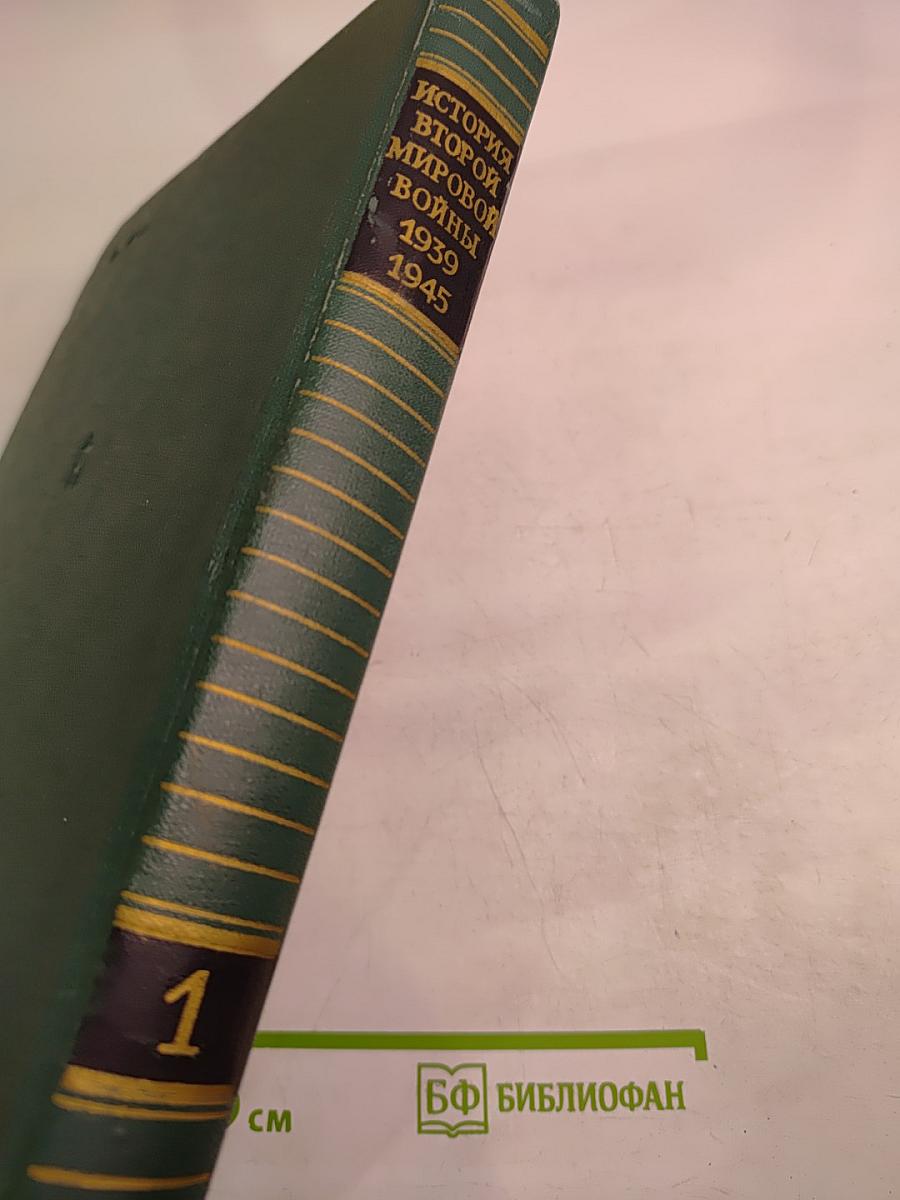 ИСТОРИЯ
ВТОРОЙ
МИРОВОЙ
ВОЙНЫ
1939
1945
1
см
БФ БИБЛИОФАН